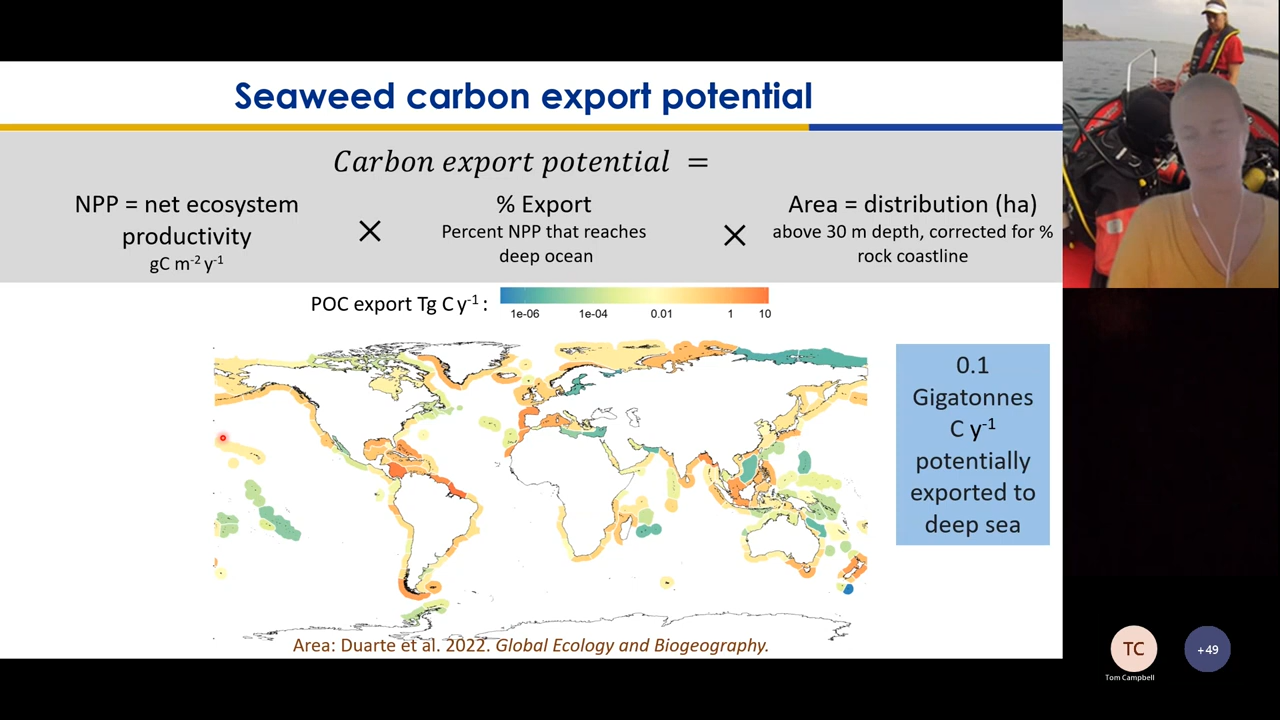 Seaweed carbon export potential
Carbon export potential =
NPP = net ecosystem
productivity
gC m⁻² y⁻¹
×
% Export
Percent NPP that reaches
deep ocean
×
Area = distribution (ha)
above 30 m depth, corrected for %
rock coastline
POC export Tg C y⁻¹ :
1e-06 1e-04 0.01 1 10
0.1
Gigatonnes
C y⁻¹
potentially
exported to
deep sea
Area: Duarte et al. 2022. Global Ecology and Biogeography.
TC
+49
Tom Campbell